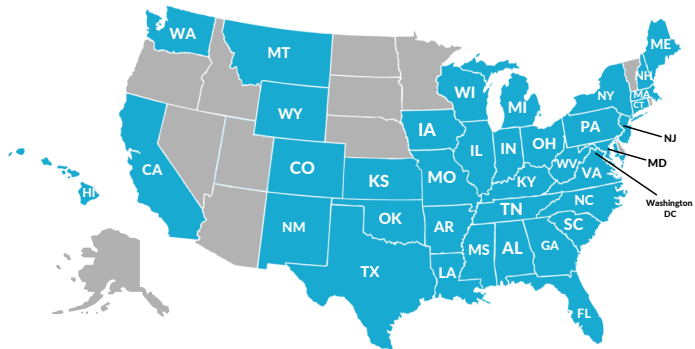 WA
MT
ME
NH
WI
NY
MA
WY
MI
CT
IA
PA
OH
NJ
IL
IN
MD
CA
CO
WV
VA
KS
MO
KY
HI
Washington
DC
NC
TN
OK
NM
AR
SC
MS
AL
GA
TX
LA
FL